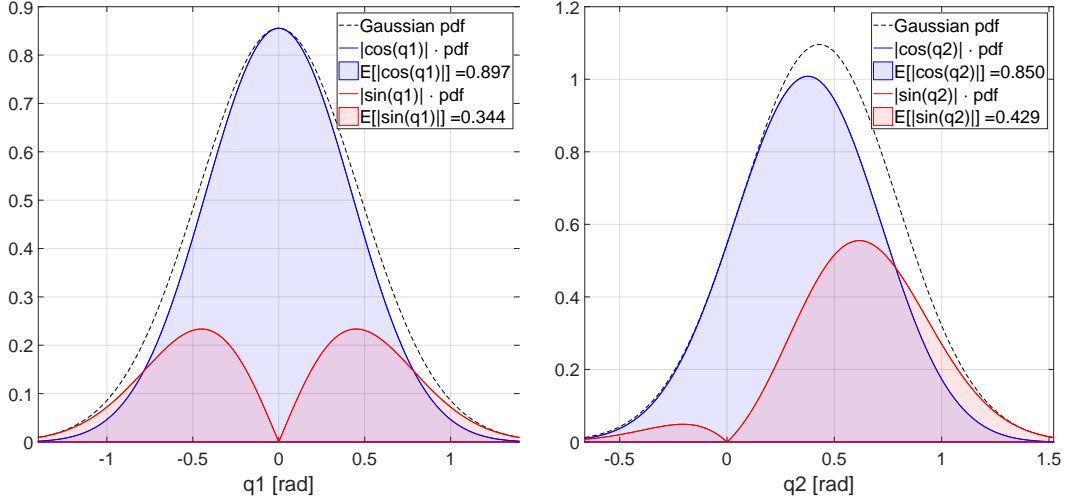 0.9
0.8
0.7
0.6
0.5
0.4
0.3
0.2
0.1
0
-1
-0.5
0
0.5
1
q1 [rad]
Gaussian pdf
|cos(q1)| · pdf
E[|cos(q1)|] =0.897
|sin(q1)| · pdf
E[|sin(q1)|] =0.344
1.2
1
0.8
0.6
0.4
0.2
0
-0.5
0
0.5
1
1.5
q2 [rad]
Gaussian pdf
|cos(q2)| · pdf
E[|cos(q2)|] =0.850
|sin(q2)| · pdf
E[|sin(q2)|] =0.429